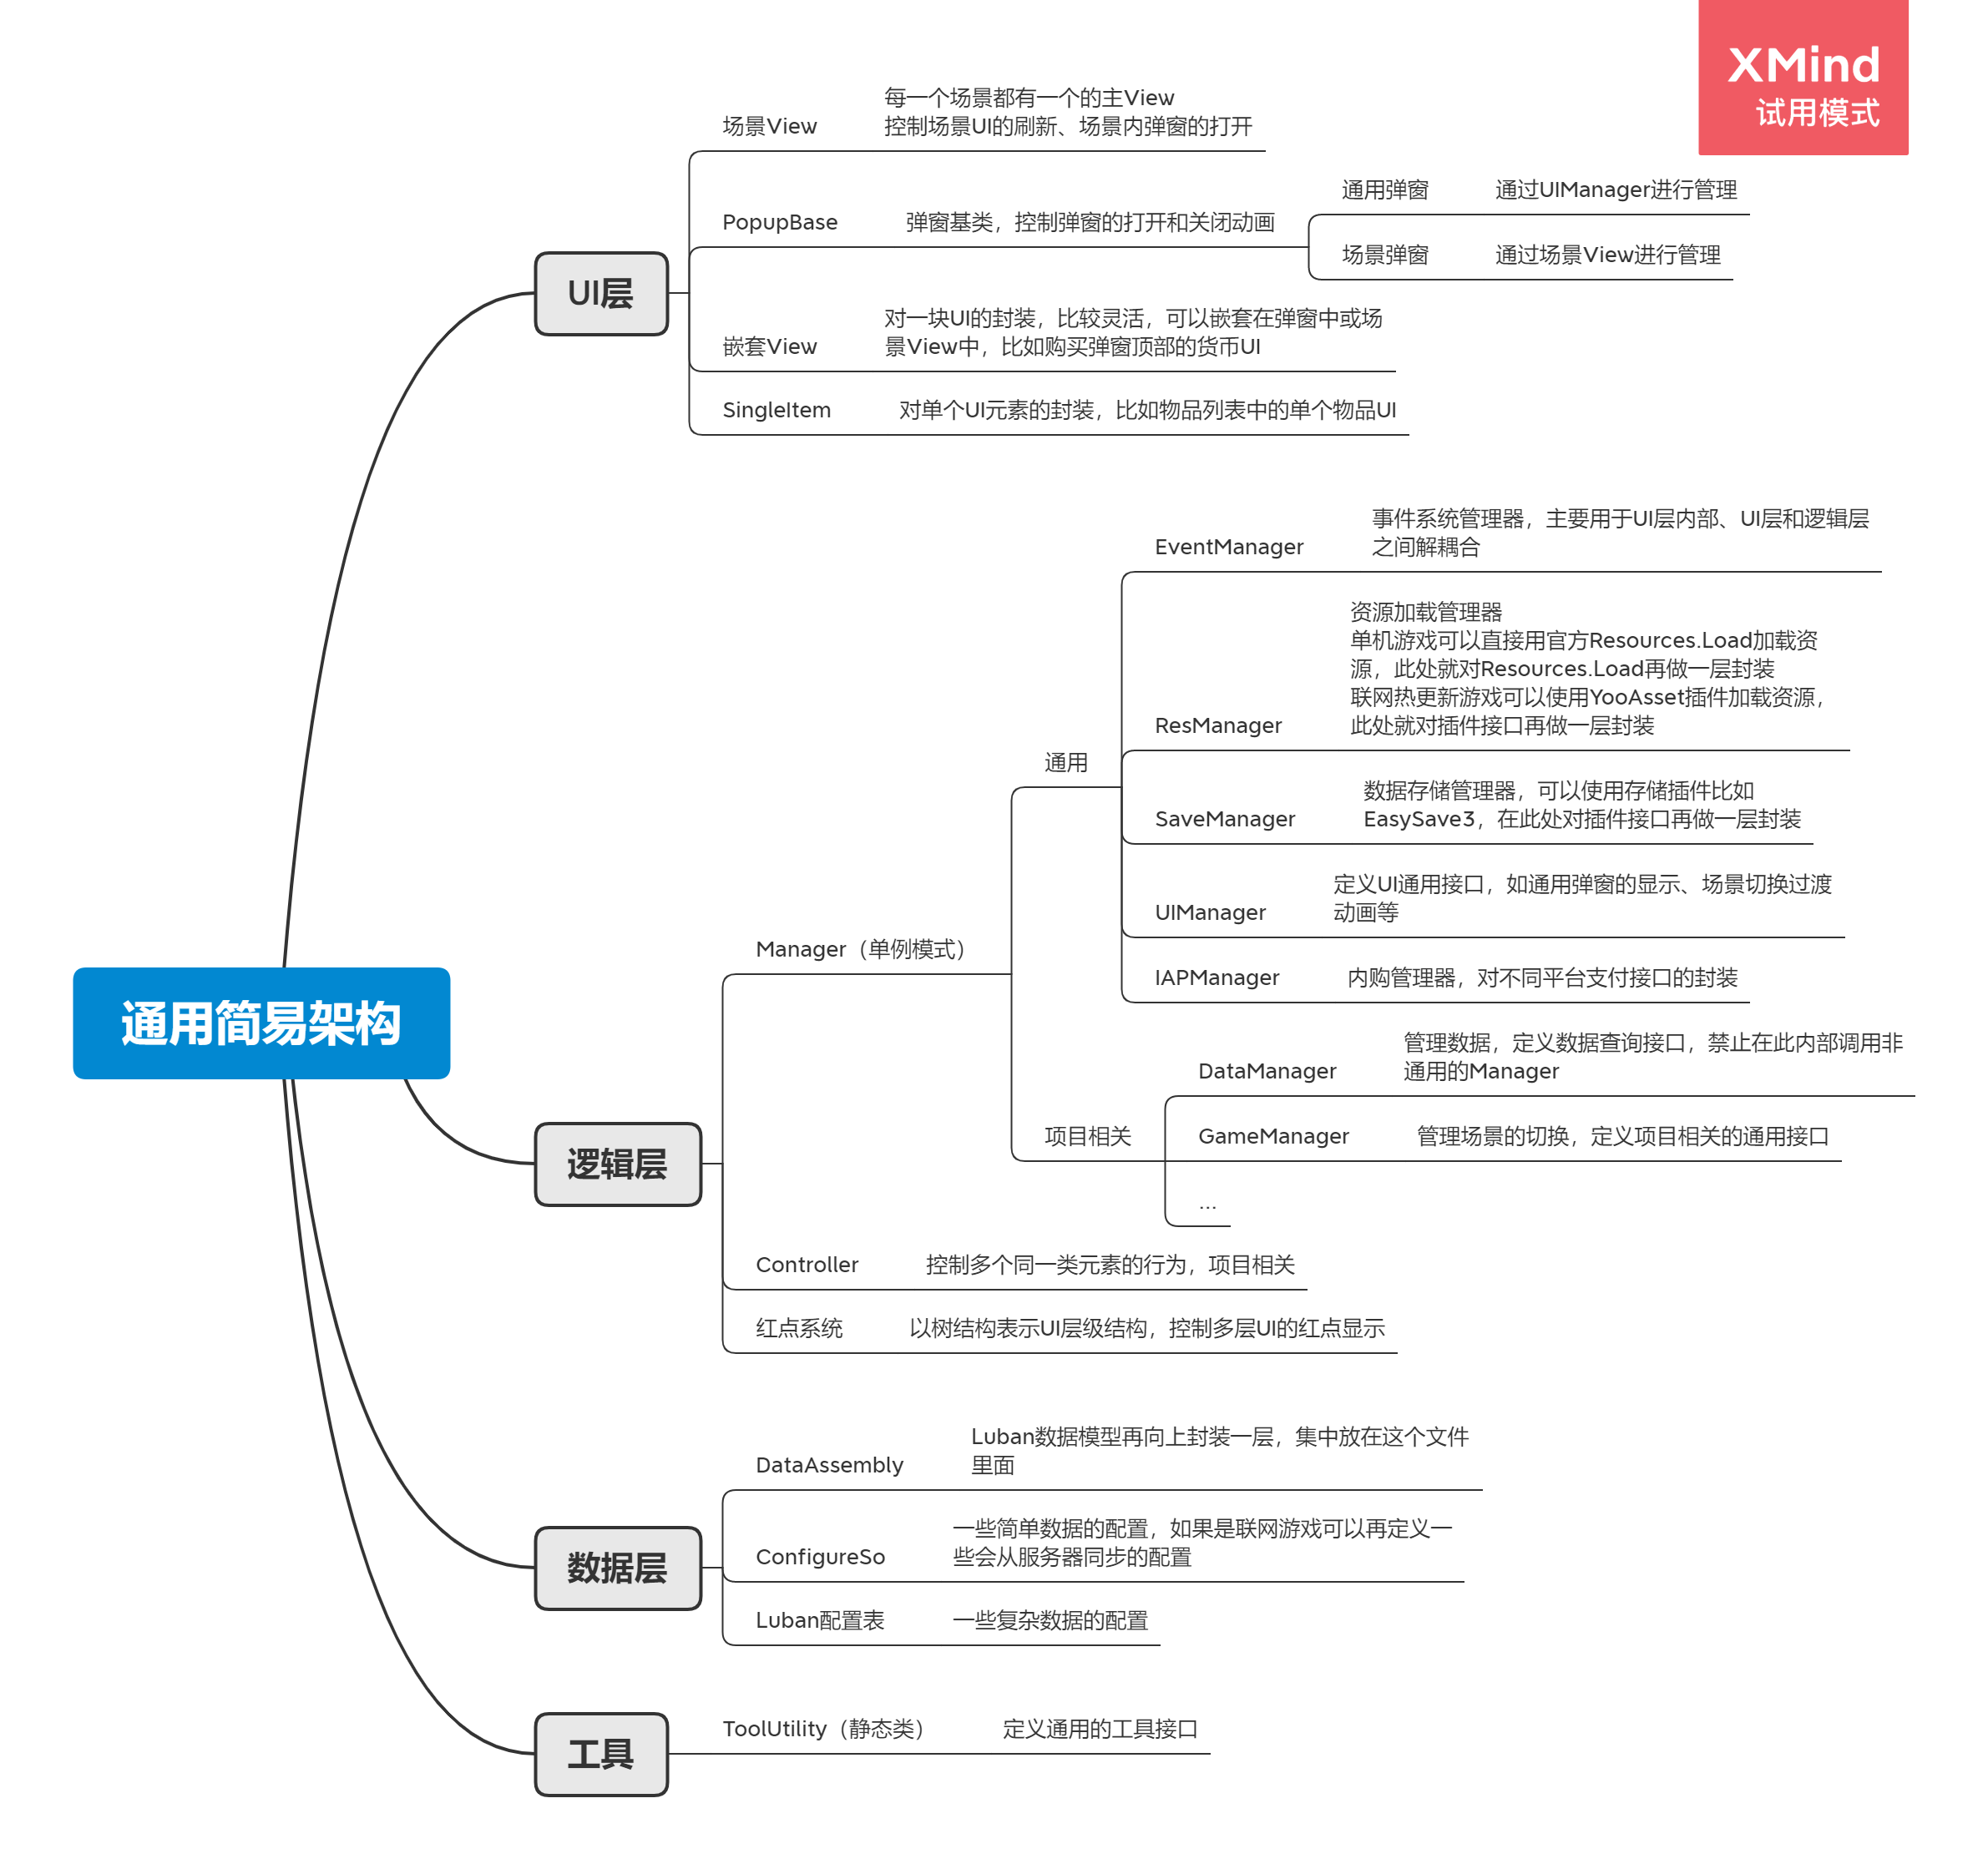 XMind
试用模式
每一个场景都有一个的主View
场景View
控制场景UI的刷新、场景内弹窗的打开
通用弹窗
通过UIManager进行管理
PopupBase
弹窗基类，控制弹窗的打开和关闭动画
场景弹窗
通过场景View进行管理
UI层
对一块UI的封装，比较灵活，可以嵌套在弹窗中或场
嵌套View
景View中，比如购买弹窗顶部的货币UI
SingleItem
对单个UI元素的封装，比如物品列表中的单个物品UI
事件系统管理器，主要用于UI层内部、UI层和逻辑层
EventManager
之间解耦合
资源加载管理器
单机游戏可以直接用官方Resources.Load加载资
源，此处就对Resources.Load再做一层封装
联网热更新游戏可以使用YooAsset插件加载资源，
ResManager
此处就对插件接口再做一层封装
通用
数据存储管理器，可以使用存储插件比如
SaveManager
EasySave3，在此处对插件接口再做一层封装
定义UI通用接口，如通用弹窗的显示、场景切换过渡
UIManager
动画等
Manager（单例模式）
IAPManager
内购管理器，对不同平台支付接口的封装
通用简易架构
管理数据，定义数据查询接口，禁止在此内部调用非
DataManager
通用的Manager
项目相关
GameManager
管理场景的切换，定义项目相关的通用接口
...
逻辑层
Controller
控制多个同一类元素的行为，项目相关
红点系统
以树结构表示UI层级结构，控制多层UI的红点显示
Luban数据模型再向上封装一层，集中放在这个文件
DataAssembly
里面
一些简单数据的配置，如果是联网游戏可以再定义一
ConfigureSo
些会从服务器同步的配置
数据层
Luban配置表
一些复杂数据的配置
ToolUtility（静态类）
定义通用的工具接口
工具